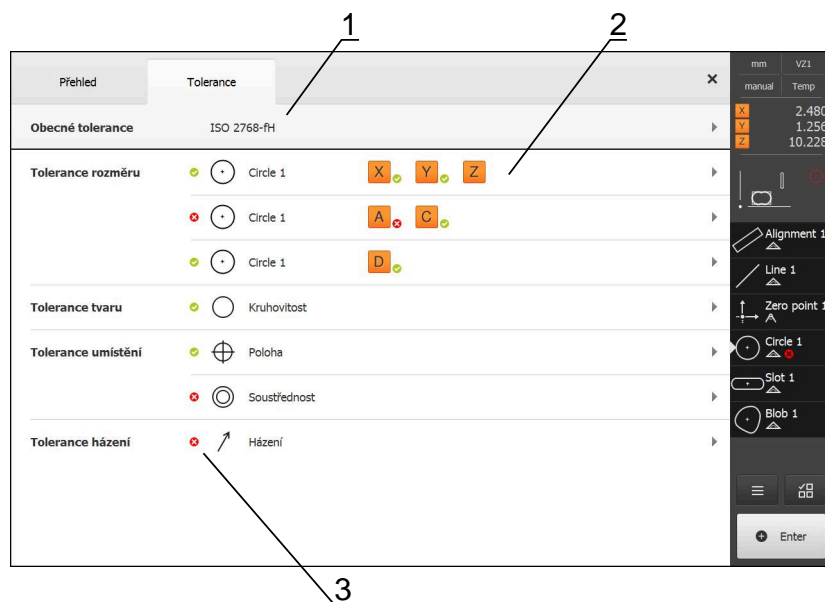 1
2
Přehled
Tolerance
×
Obecné tolerance
ISO 2768-fH
Tolerance rozměru
Circle 1
X
Y
Z
Circle 1
A
C
Circle 1
D
Tolerance tvaru
Kruhovitost
Tolerance umístění
Poloha
Soustřednost
Tolerance házení
Házení
3
mm
VZ1
manual
Temp
X
2.480
Y
1.256
Z
10.228
Alignment 1
Line 1
Zero point 1
Circle 1
Slot 1
Blob 1
Enter